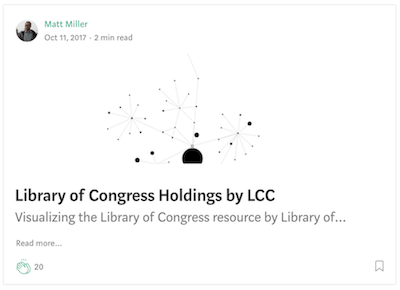 Matt Miller
Oct 11, 2017 · 2 min read
Library of Congress Holdings by LCC
Visualizing the Library of Congress resource by Library of...
Read more...
20